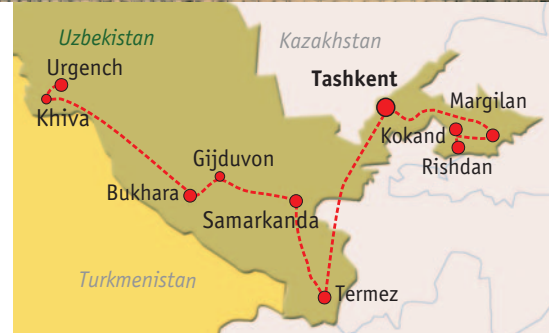 Uzbekistan
Kazakhstan
Urgench
Tashkent
Margilan
Khiva
Kokand
Gijduvon
Rishdan
Bukhara
Samarkanda
Turkmenistan
Termez